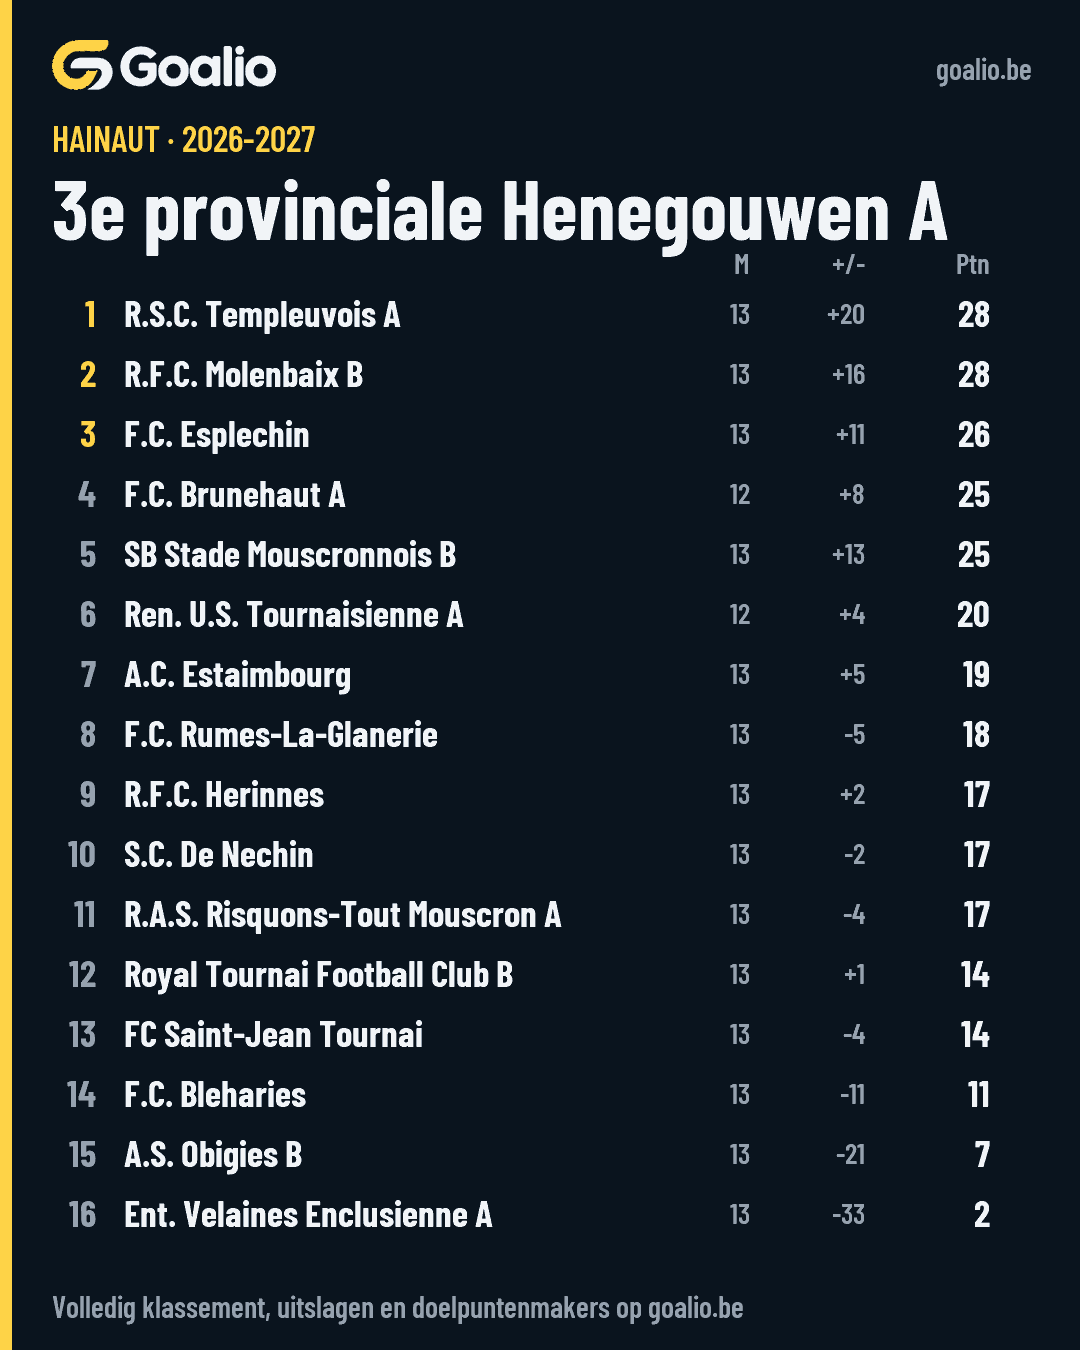 Goalio
goalio.be
HAINAUT · 2026-2027
3e provinciale Henegouwen A
M +/- Ptn
1 R.S.C. Templeuvois A 13 +20 28
2 R.F.C. Molenbaix B 13 +16 28
3 F.C. Esplechin 13 +11 26
4 F.C. Brunehaut A 12 +8 25
5 SB Stade Mouscronnois B 13 +13 25
6 Ren. U.S. Tournaisienne A 12 +4 20
7 A.C. Estaimbourg 13 +5 19
8 F.C. Rumes-La-Glanerie 13 -5 18
9 R.F.C. Herinnes 13 +2 17
10 S.C. De Nechin 13 -2 17
11 R.A.S. Risquons-Tout Mouscron A 13 -4 17
12 Royal Tournai Football Club B 13 +1 14
13 FC Saint-Jean Tournai 13 -4 14
14 F.C. Bleharies 13 -11 11
15 A.S. Obigies B 13 -21 7
16 Ent. Velaines Enclusienne A 13 -33 2
Volledig klassement, uitslagen en doelpuntenmakers op goalio.be